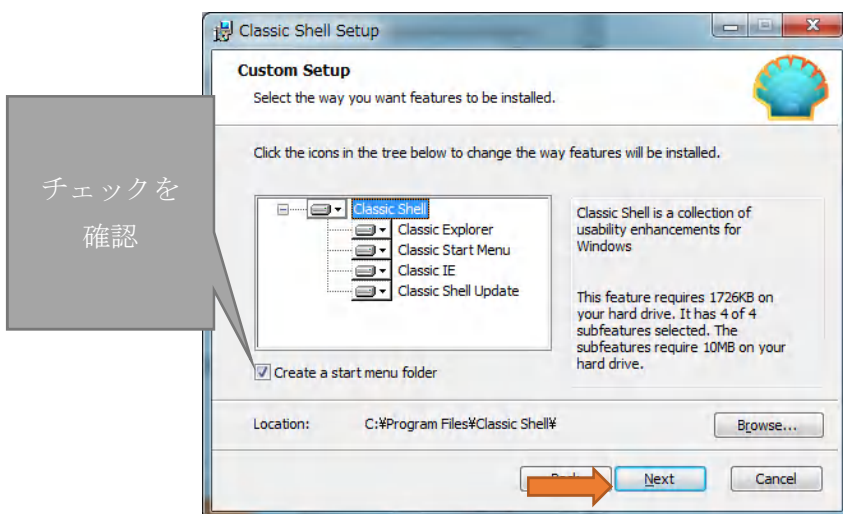 Classic Shell Setup
Custom Setup
Select the way you want features to be installed.
チェックを
確認
Click the icons in the tree below to change the way features will be installed.
Classic Shell
Classic Explorer
Classic Start Menu
Classic IE
Classic Shell Update
Classic Shell is a collection of
usability enhancements for
Windows
This feature requires 1726KB on
your hard drive. It has 4 of 4
subfeatures selected. The
subfeatures require 10MB on your
hard drive.
Create a start menu folder
Location: C:¥Program Files¥Classic Shell¥
Browse...
Next
Cancel